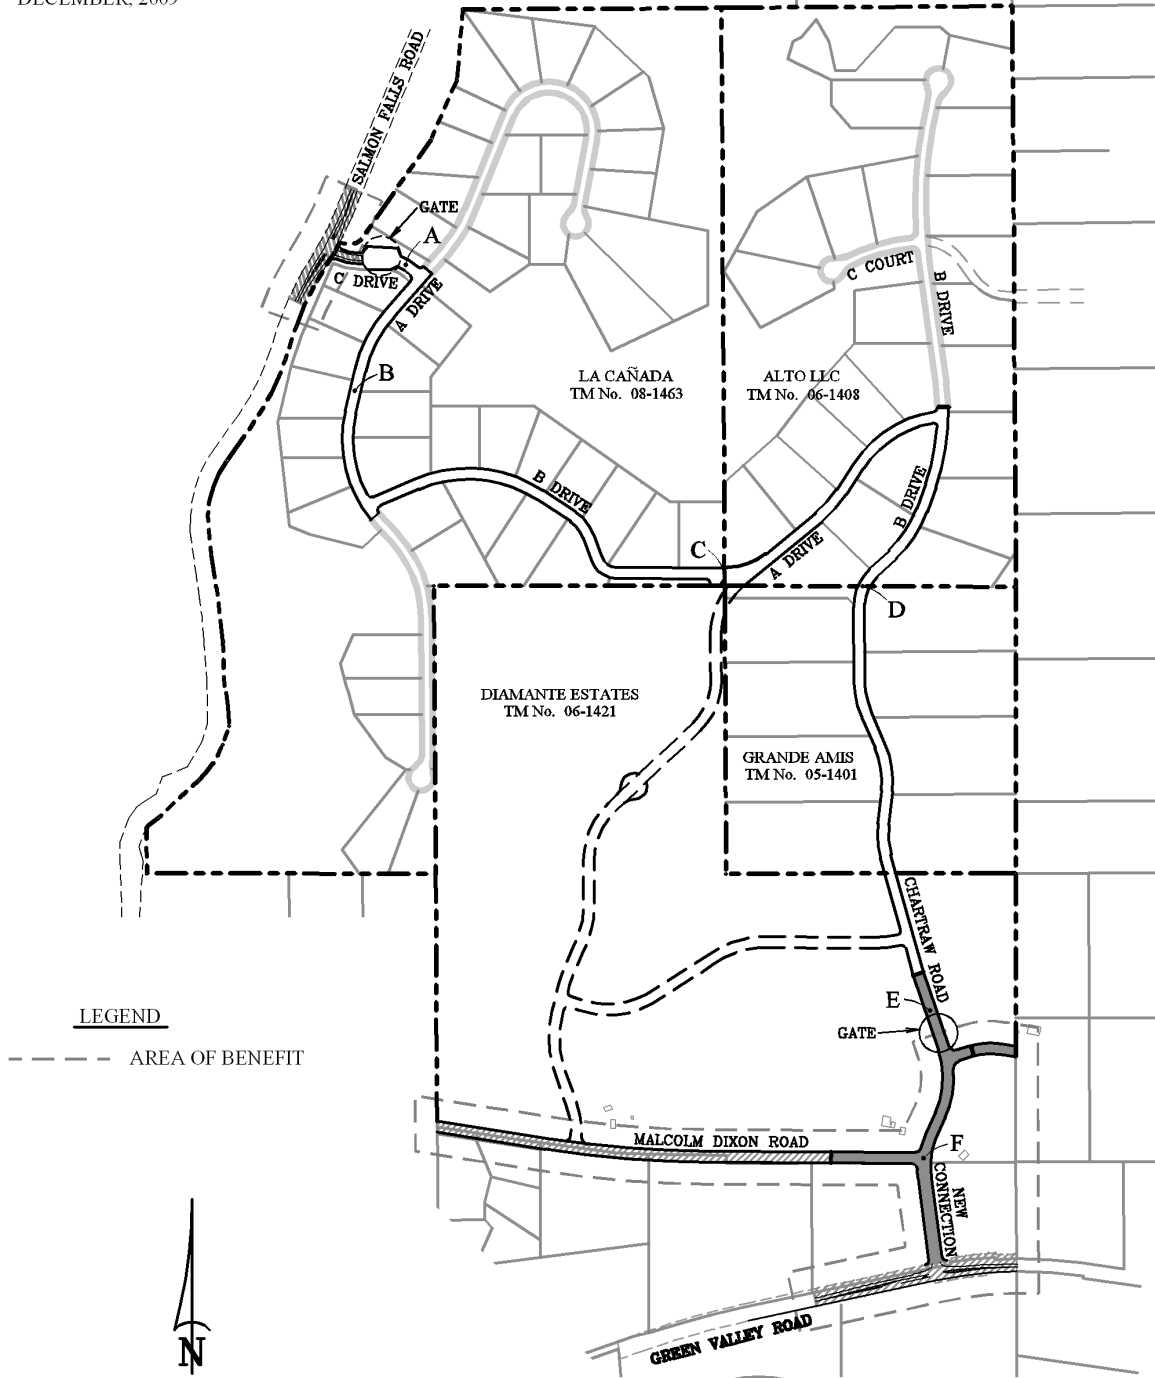 DECEMBER, 2009
SALMON FALLS ROAD
GATE
A
C DRIVE
A DRIVE
B
C COURT
B DRIVE
LA CAÑADA
TM No. 08-1463
ALTO LLC
TM No. 06-1408
B DRIVE
B DRIVE
C
A DRIVE
D
DIAMANTE ESTATES
TM No. 06-1421
GRANDE AMIS
TM No. 05-1401
CHARTRAW ROAD
E
GATE
LEGEND
AREA OF BENEFIT
MALCOLM DIXON ROAD
F
NEW
CONNECTION
GREEN VALLEY ROAD
N